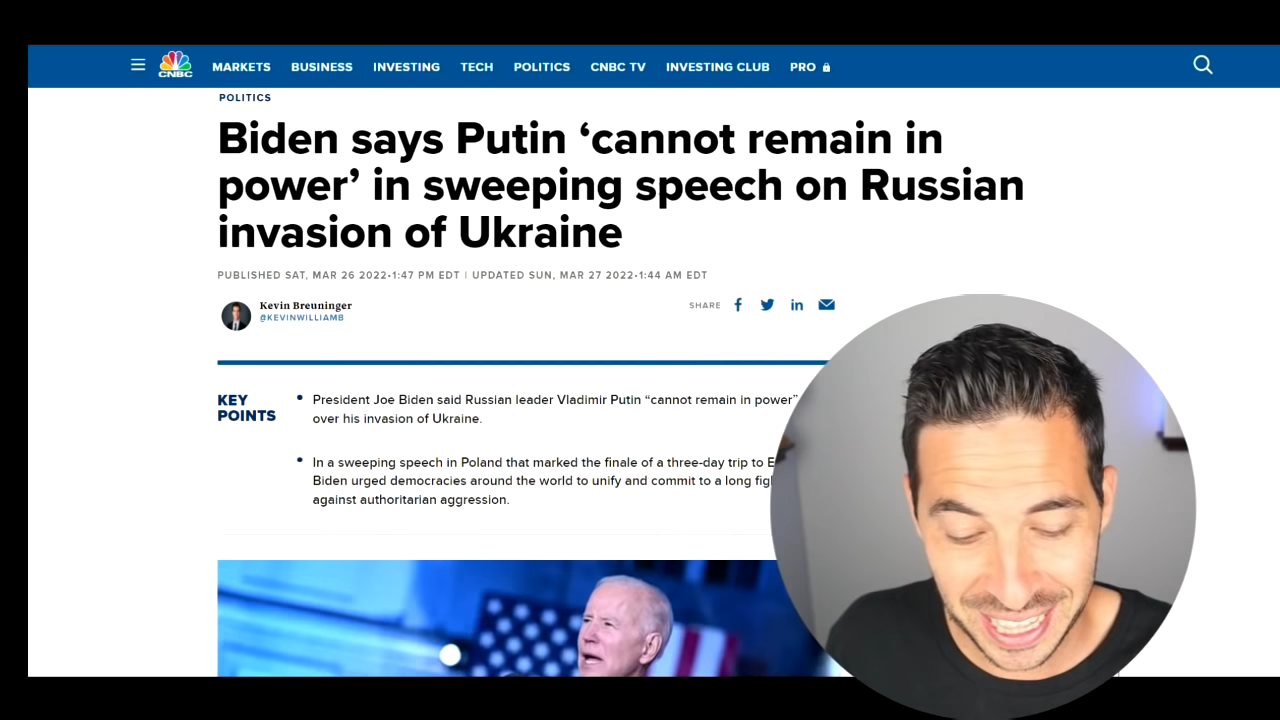 CNBC
MARKETS BUSINESS INVESTING TECH POLITICS CNBC TV INVESTING CLUB PRO
POLITICS
Biden says Putin ‘cannot remain in
power’ in sweeping speech on Russian
invasion of Ukraine
PUBLISHED SAT, MAR 26 2022•1:47 PM EDT | UPDATED SUN, MAR 27 2022•1:44 AM EDT
Kevin Breuninger
@KEVINWILLIAMB
SHARE
KEY
POINTS
• President Joe Biden said Russian leader Vladimir Putin “cannot remain in power”
over his invasion of Ukraine.
• In a sweeping speech in Poland that marked the finale of a three-day trip to
Biden urged democracies around the world to unify and commit to a long
against authoritarian aggression.